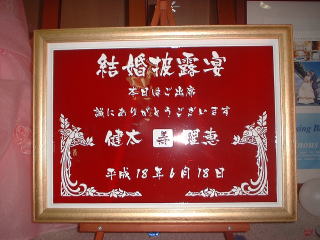 結婚披露宴
本日はご出席
誠にありがとうございます
健太 寿 理恵
平成18年6月18日